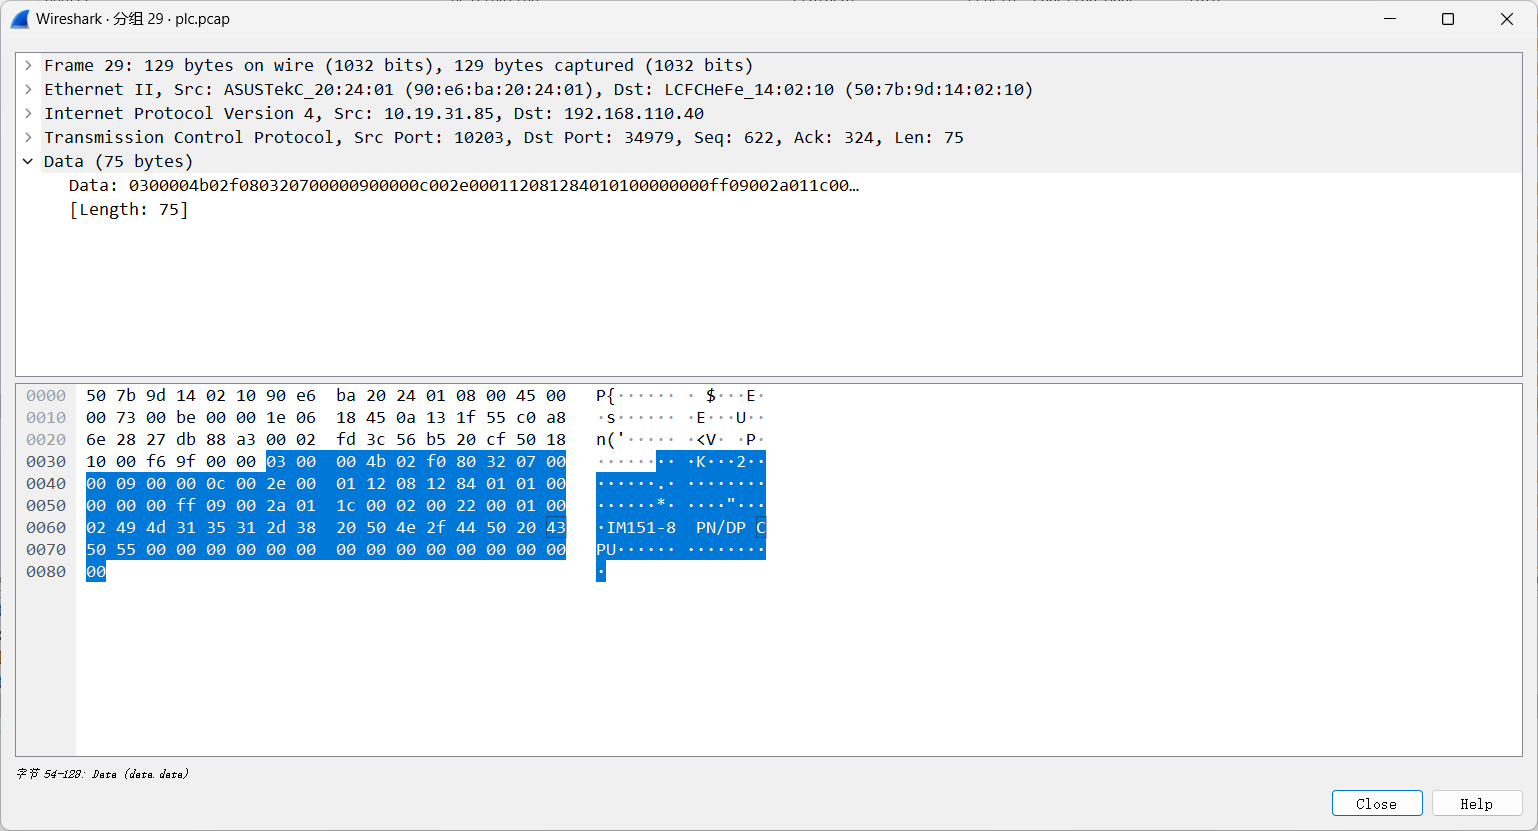 Wireshark · 分组 29 · plc.pcap
Frame 29: 129 bytes on wire (1032 bits), 129 bytes captured (1032 bits)
Ethernet II, Src: ASUSTekC_20:24:01 (90:e6:ba:20:24:01), Dst: LCFCHeFe_14:02:10 (50:7b:9d:14:02:10)
Internet Protocol Version 4, Src: 10.19.31.85, Dst: 192.168.110.40
Transmission Control Protocol, Src Port: 10203, Dst Port: 34979, Seq: 622, Ack: 324, Len: 75
Data (75 bytes)
Data: 0300004b02f080320700000900000c002e000112081284010100000000ff09002a011c00…
[Length: 75]
0000 50 7b 9d 14 02 10 90 e6 ba 20 24 01 08 00 45 00 P{······ · $···E·
0010 00 73 00 be 00 00 1e 06 18 45 0a 13 1f 55 c0 a8 ·s······ ·E···U··
0020 6e 28 27 db 88 a3 00 02 fd 3c 56 b5 20 cf 50 18 n('····· ·<V· ·P·
0030 10 00 f6 9f 00 00 03 00 00 4b 02 f0 80 32 07 00 ········ ·K···2··
0040 00 09 00 00 0c 00 2e 00 01 12 08 12 84 01 01 00 ······.· ········
0050 00 00 00 ff 09 00 2a 01 1c 00 02 00 22 00 01 00 ······*· ····"···
0060 02 49 4d 31 35 31 2d 38 20 50 4e 2f 44 50 20 43 ·IM151-8 PN/DP C
0070 50 55 00 00 00 00 00 00 00 00 00 00 00 00 00 00 PU······ ········
0080 00 ·
字节 54-128: Data (data.data)
Close Help